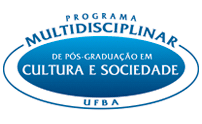 PROGRAMA
MULTIDISCIPLINAR
DE PÓS-GRADUAÇÃO EM
CULTURA E SOCIEDADE
UFBA